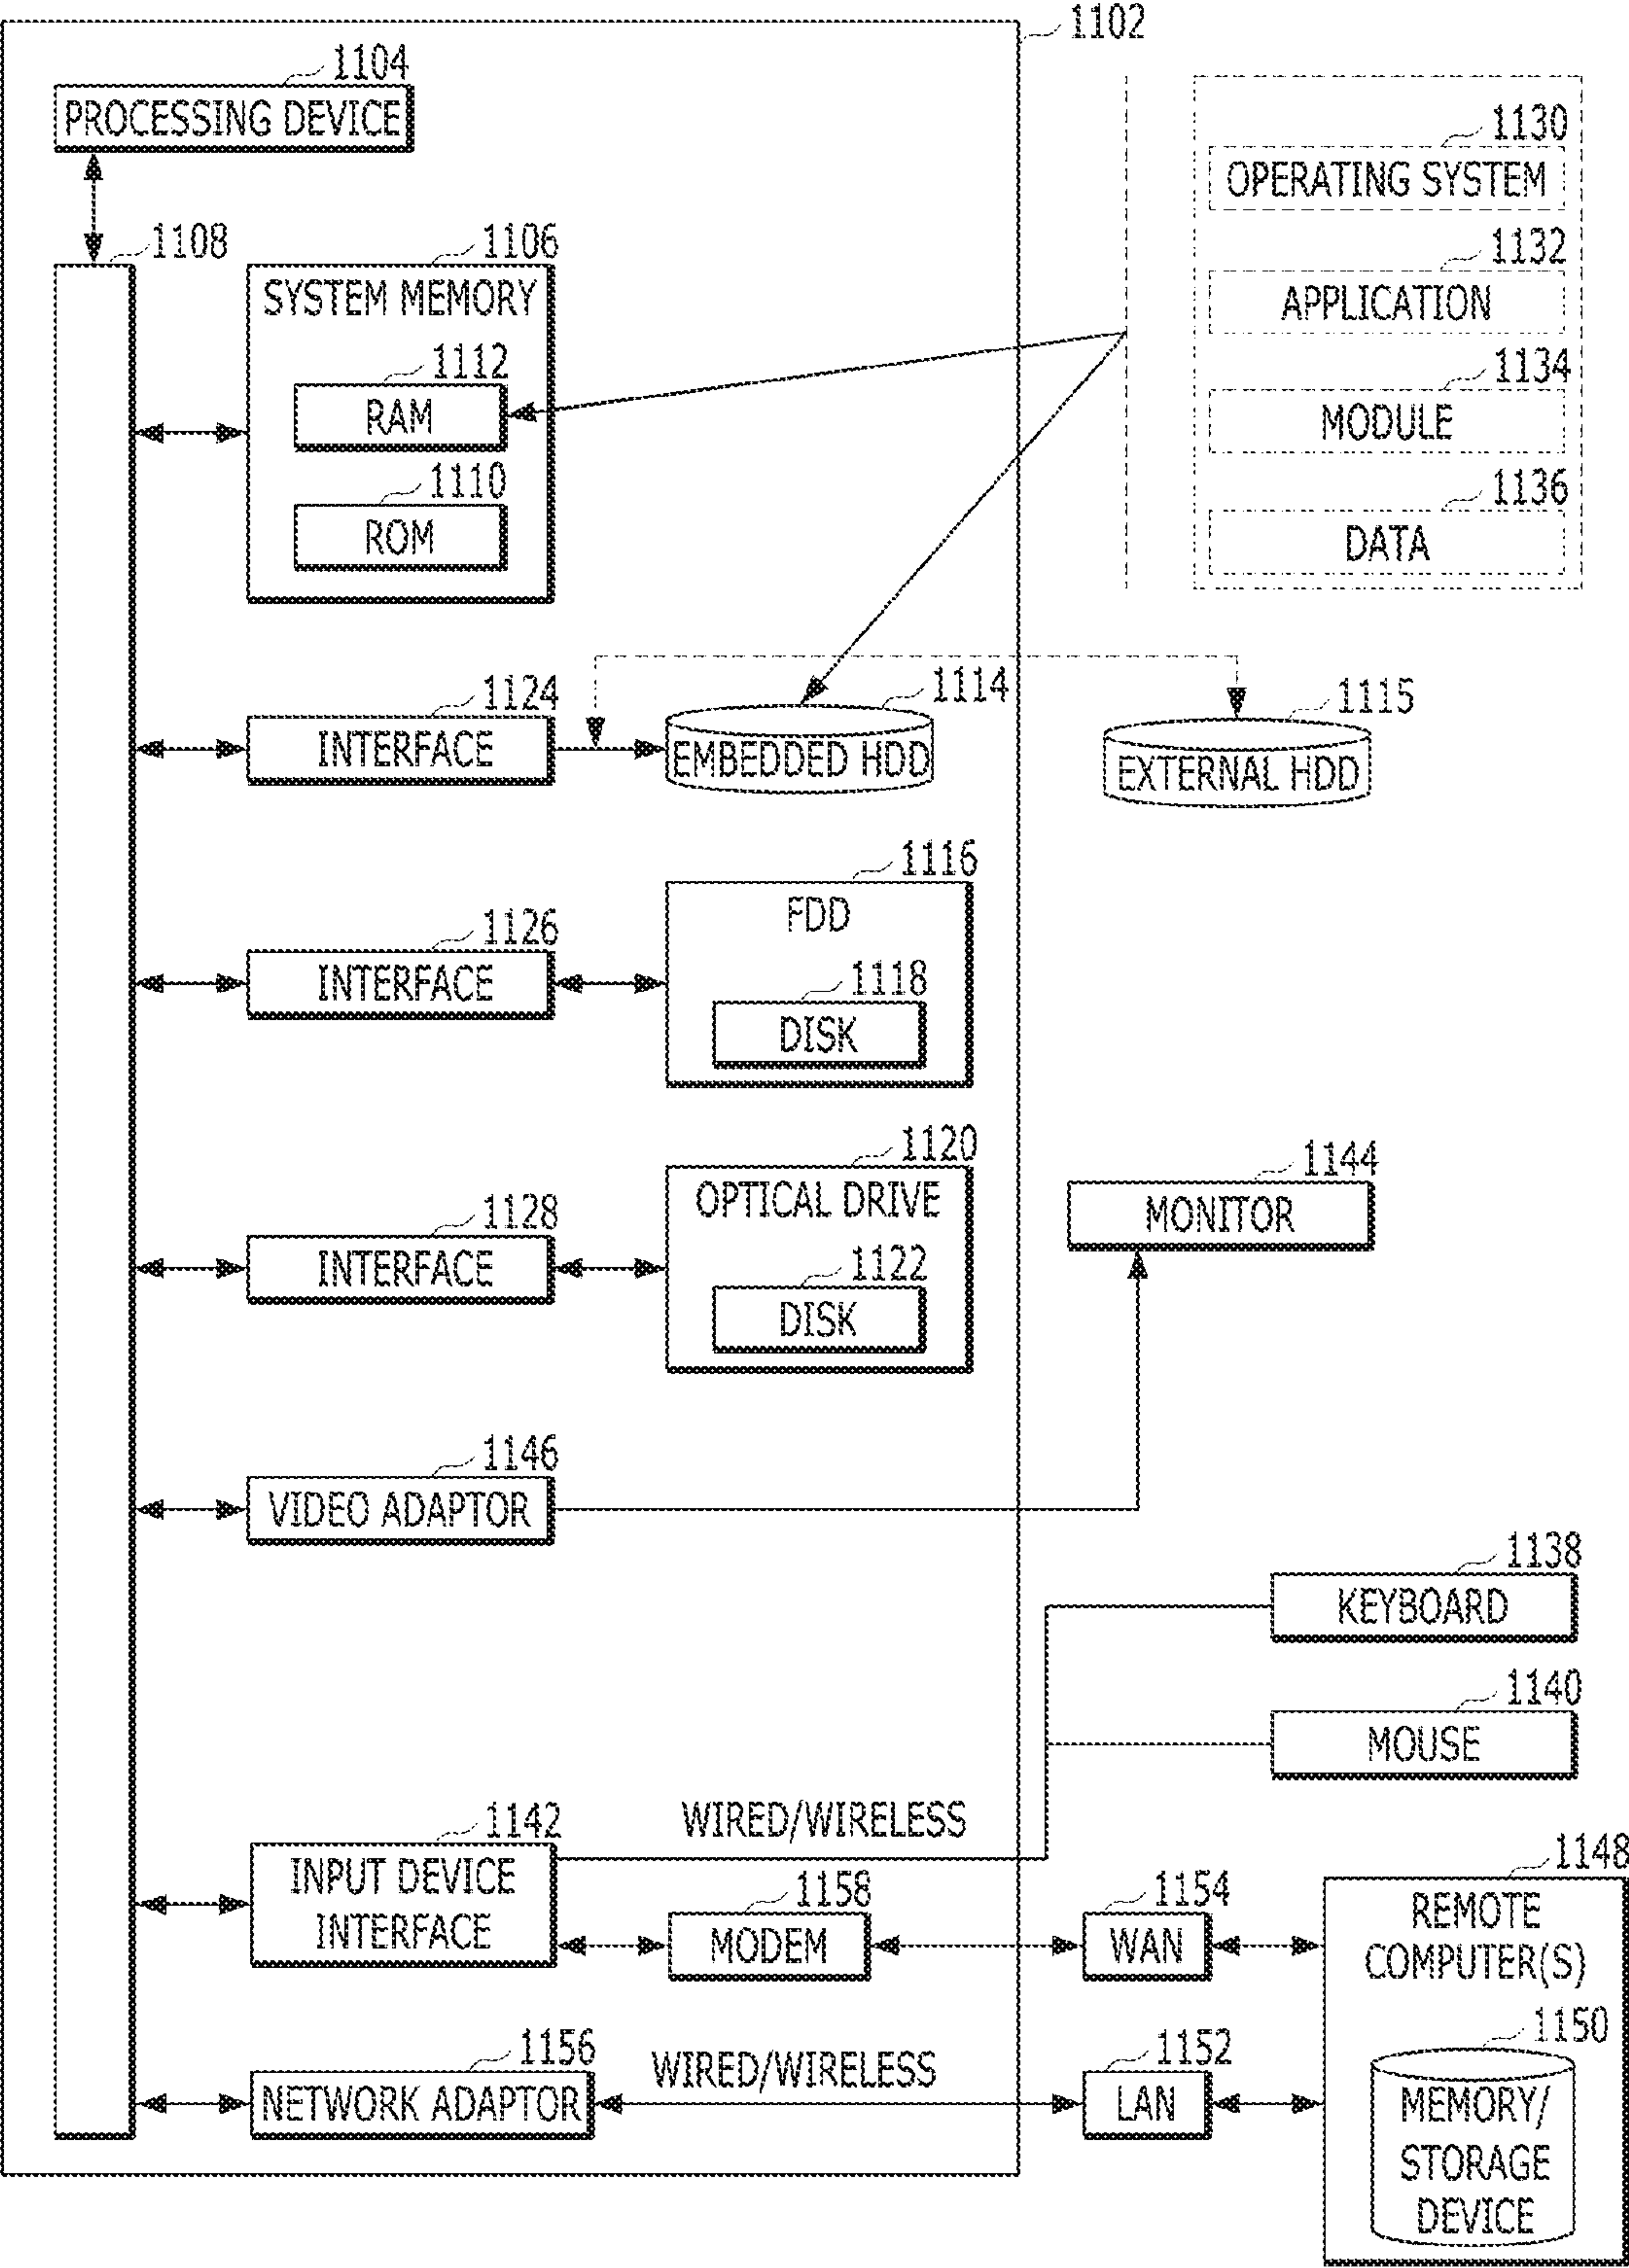 1102
1104
PROCESSING DEVICE
1130
OPERATING SYSTEM
1108
1106
SYSTEM MEMORY
1132
APPLICATION
1112
RAM
1134
MODULE
1110
ROM
1136
DATA
1124
INTERFACE
1114
EMBEDDED HDD
1115
EXTERNAL HDD
1116
FDD
1126
INTERFACE
1118
DISK
1120
OPTICAL DRIVE
1144
MONITOR
1128
INTERFACE
1122
DISK
1146
VIDEO ADAPTOR
1138
KEYBOARD
1140
MOUSE
1142
INPUT DEVICE
INTERFACE
WIRED/WIRELESS
1158
MODEM
1154
WAN
1148
REMOTE
COMPUTER(S)
1156
NETWORK ADAPTOR
WIRED/WIRELESS
1152
LAN
1150
MEMORY/
STORAGE
DEVICE